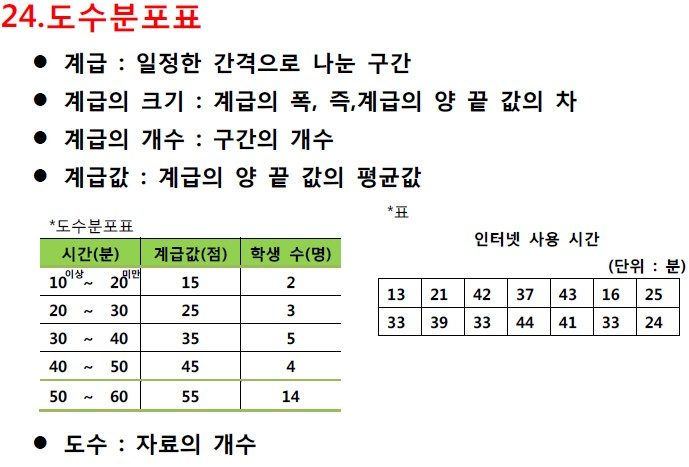 24.도수분포표
● 계급 : 일정한 간격으로 나눈 구간
● 계급의 크기 : 계급의 폭, 즉,계급의 양 끝 값의 차
● 계급의 개수 : 구간의 개수
● 계급값 : 계급의 양 끝 값의 평균값
*도수분포표
시간(분) 계급값(점) 학생 수(명)
10이상 ~ 20미만 15 2
20 ~ 30 25 3
30 ~ 40 35 5
40 ~ 50 45 4
50 ~ 60 55 14
*표
인터넷 사용 시간
(단위 : 분)
13 21 42 37 43 16 25
33 39 33 44 41 33 24
● 도수 : 자료의 개수